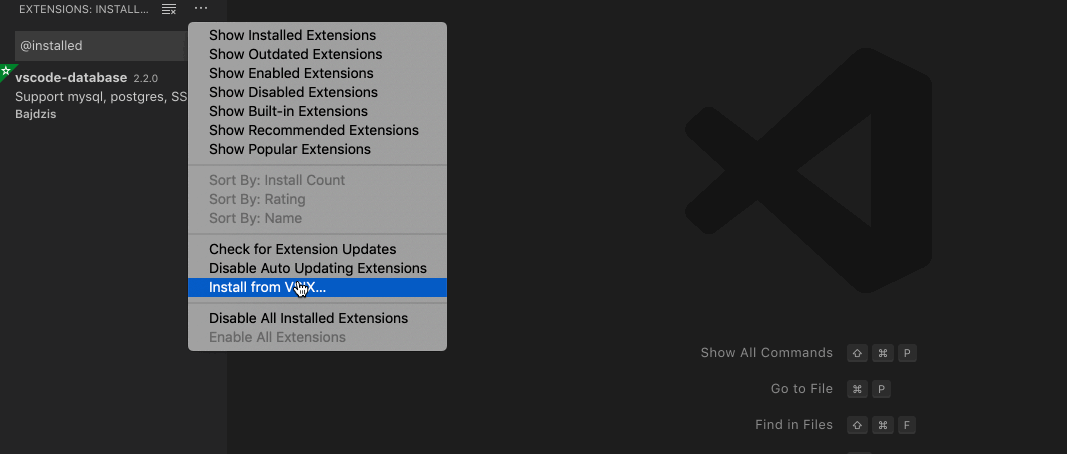 EXTENSIONS: INSTALL...
@installed
vscode-database 2.2.0
Support mysql, postgres, SS
Bajdzis
Show Installed Extensions
Show Outdated Extensions
Show Enabled Extensions
Show Disabled Extensions
Show Built-in Extensions
Show Recommended Extensions
Show Popular Extensions
Sort By: Install Count
Sort By: Rating
Sort By: Name
Check for Extension Updates
Disable Auto Updating Extensions
Install from
Disable All Installed Extensions
Enable All Extensions
Show All Commands ⇧ ⌘ P
Go to File ⌘ P
Find in Files ⇧ ⌘ F